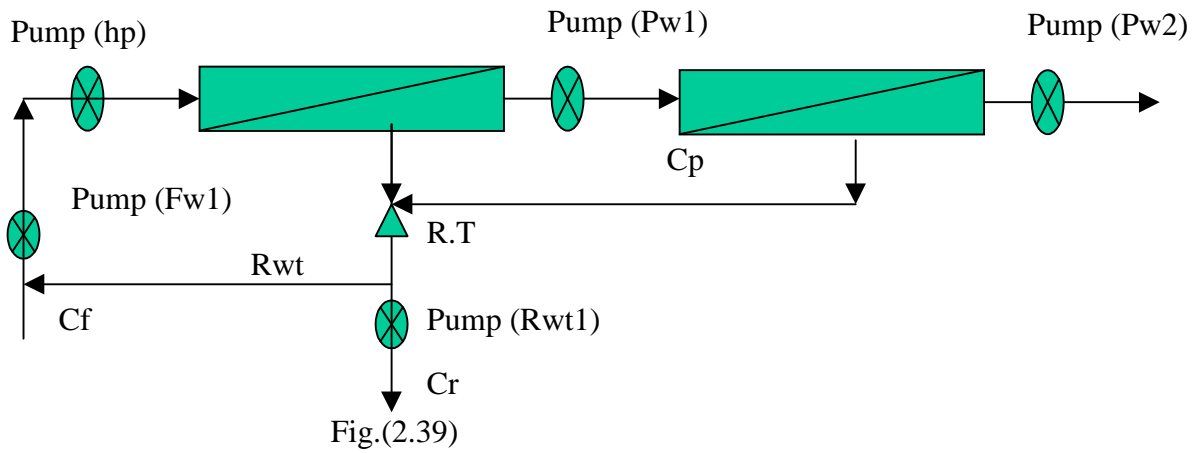 Pump (hp)
Pump (Pw1)
Pump (Pw2)
Cp
Pump (Fw1)
R.T
Rwt
Cf
Pump (Rwt1)
Cr
Fig.(2.39)